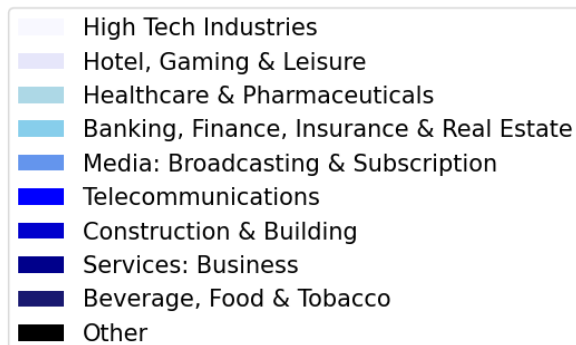 High Tech Industries
Hotel, Gaming & Leisure
Healthcare & Pharmaceuticals
Banking, Finance, Insurance & Real Estate
Media: Broadcasting & Subscription
Telecommunications
Construction & Building
Services: Business
Beverage, Food & Tobacco
Other